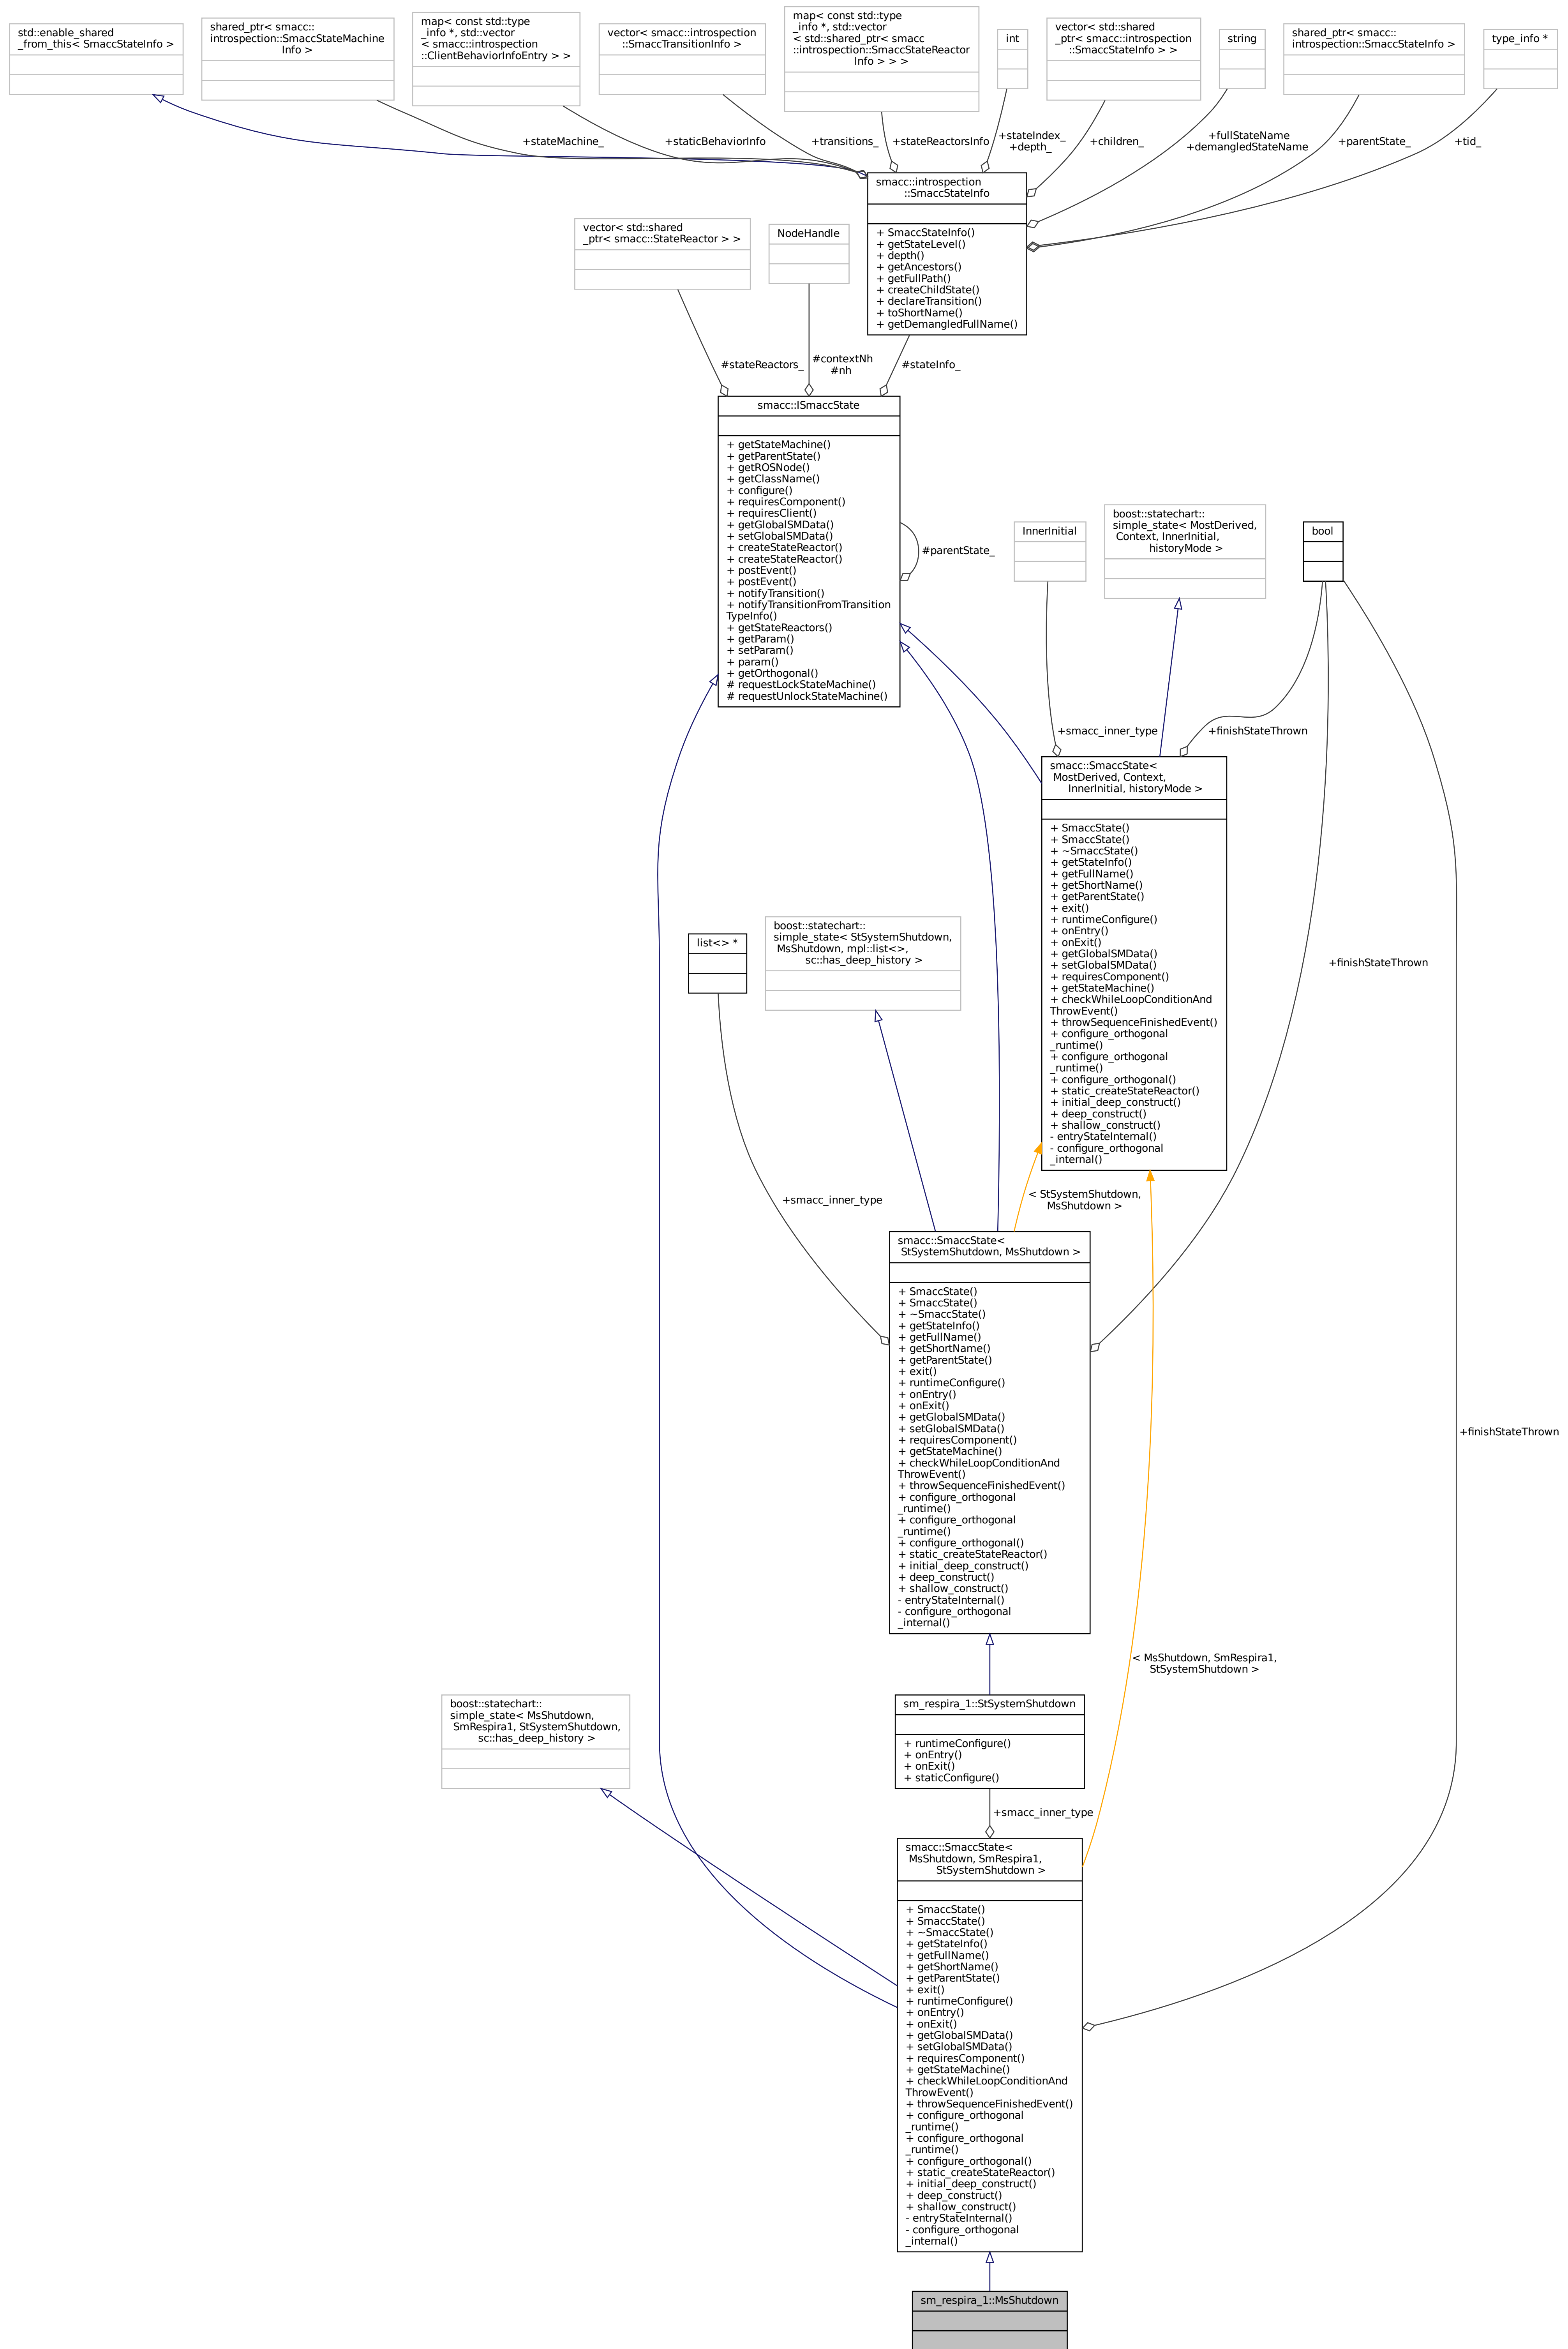 std::enable_shared
_from_this< SmaccStateInfo >
shared_ptr< smacc::
introspection::SmaccStateMachine
Info >
map< const std::type
_info *, std::vector
< smacc::introspection
::ClientBehaviorInfoEntry > >
vector< smacc::introspection
::SmaccTransitionInfo >
map< const std::type
_info *, std::vector
< std::shared_ptr< smacc
::introspection::SmaccStateReactor
Info > > >
int
vector< std::shared
_ptr< smacc::introspection
::SmaccStateInfo > >
string
shared_ptr< smacc::
introspection::SmaccStateInfo >
type_info *
+stateMachine_
+staticBehaviorInfo
+transitions_
+stateReactorsInfo
+stateIndex_
+depth_
+children_
+fullStateName
+demangledStateName
+parentState_
+tid_
smacc::introspection
::SmaccStateInfo
+ SmaccStateInfo()
+ getStateLevel()
+ depth()
+ getAncestors()
+ getFullPath()
+ createChildState()
+ declareTransition()
+ toShortName()
+ getDemangledFullName()
vector< std::shared
_ptr< smacc::StateReactor > >
NodeHandle
#stateReactors_
#contextNh
#nh
#stateInfo_
smacc::ISmaccState
+ getStateMachine()
+ getParentState()
+ getROSNode()
+ getClassName()
+ configure()
+ requiresComponent()
+ requiresClient()
+ getGlobalSMData()
+ setGlobalSMData()
+ createStateReactor()
+ createStateReactor()
+ postEvent()
+ postEvent()
+ notifyTransition()
+ notifyTransitionFromTransition
TypeInfo()
+ getStateReactors()
+ getParam()
+ setParam()
+ param()
+ getOrthogonal()
# requestLockStateMachine()
# requestUnlockStateMachine()
#parentState_
InnerInitial
boost::statechart::
simple_state< MostDerived,
Context, InnerInitial,
historyMode >
bool
+smacc_inner_type
+finishStateThrown
smacc::SmaccState<
MostDerived, Context,
InnerInitial, historyMode >
+ SmaccState()
+ SmaccState()
+ ~SmaccState()
+ getStateInfo()
+ getFullName()
+ getShortName()
+ getParentState()
+ exit()
+ runtimeConfigure()
+ onEntry()
+ onExit()
+ getGlobalSMData()
+ setGlobalSMData()
+ requiresComponent()
+ getStateMachine()
+ checkWhileLoopConditionAnd
ThrowEvent()
+ throwSequenceFinishedEvent()
+ configure_orthogonal
_runtime()
+ configure_orthogonal
_runtime()
+ configure_orthogonal()
+ static_createStateReactor()
+ initial_deep_construct()
+ deep_construct()
+ shallow_construct()
- entryStateInternal()
- configure_orthogonal
_internal()
list<> *
boost::statechart::
simple_state< StSystemShutdown,
MsShutdown, mpl::list<>,
sc::has_deep_history >
+finishStateThrown
+smacc_inner_type
< StSystemShutdown,
MsShutdown >
smacc::SmaccState<
StSystemShutdown, MsShutdown >
+ SmaccState()
+ SmaccState()
+ ~SmaccState()
+ getStateInfo()
+ getFullName()
+ getShortName()
+ getParentState()
+ exit()
+ runtimeConfigure()
+ onEntry()
+ onExit()
+ getGlobalSMData()
+ setGlobalSMData()
+ requiresComponent()
+ getStateMachine()
+ checkWhileLoopConditionAnd
ThrowEvent()
+ throwSequenceFinishedEvent()
+ configure_orthogonal
_runtime()
+ configure_orthogonal
_runtime()
+ configure_orthogonal()
+ static_createStateReactor()
+ initial_deep_construct()
+ deep_construct()
+ shallow_construct()
- entryStateInternal()
- configure_orthogonal
_internal()
+finishStateThrown
< MsShutdown, SmRespira1,
StSystemShutdown >
boost::statechart::
simple_state< MsShutdown,
SmRespira1, StSystemShutdown,
sc::has_deep_history >
sm_respira_1::StSystemShutdown
+ runtimeConfigure()
+ onEntry()
+ onExit()
+ staticConfigure()
+smacc_inner_type
smacc::SmaccState<
MsShutdown, SmRespira1,
StSystemShutdown >
+ SmaccState()
+ SmaccState()
+ ~SmaccState()
+ getStateInfo()
+ getFullName()
+ getShortName()
+ getParentState()
+ exit()
+ runtimeConfigure()
+ onEntry()
+ onExit()
+ getGlobalSMData()
+ setGlobalSMData()
+ requiresComponent()
+ getStateMachine()
+ checkWhileLoopConditionAnd
ThrowEvent()
+ throwSequenceFinishedEvent()
+ configure_orthogonal
_runtime()
+ configure_orthogonal
_runtime()
+ configure_orthogonal()
+ static_createStateReactor()
+ initial_deep_construct()
+ deep_construct()
+ shallow_construct()
- entryStateInternal()
- configure_orthogonal
_internal()
sm_respira_1::MsShutdown